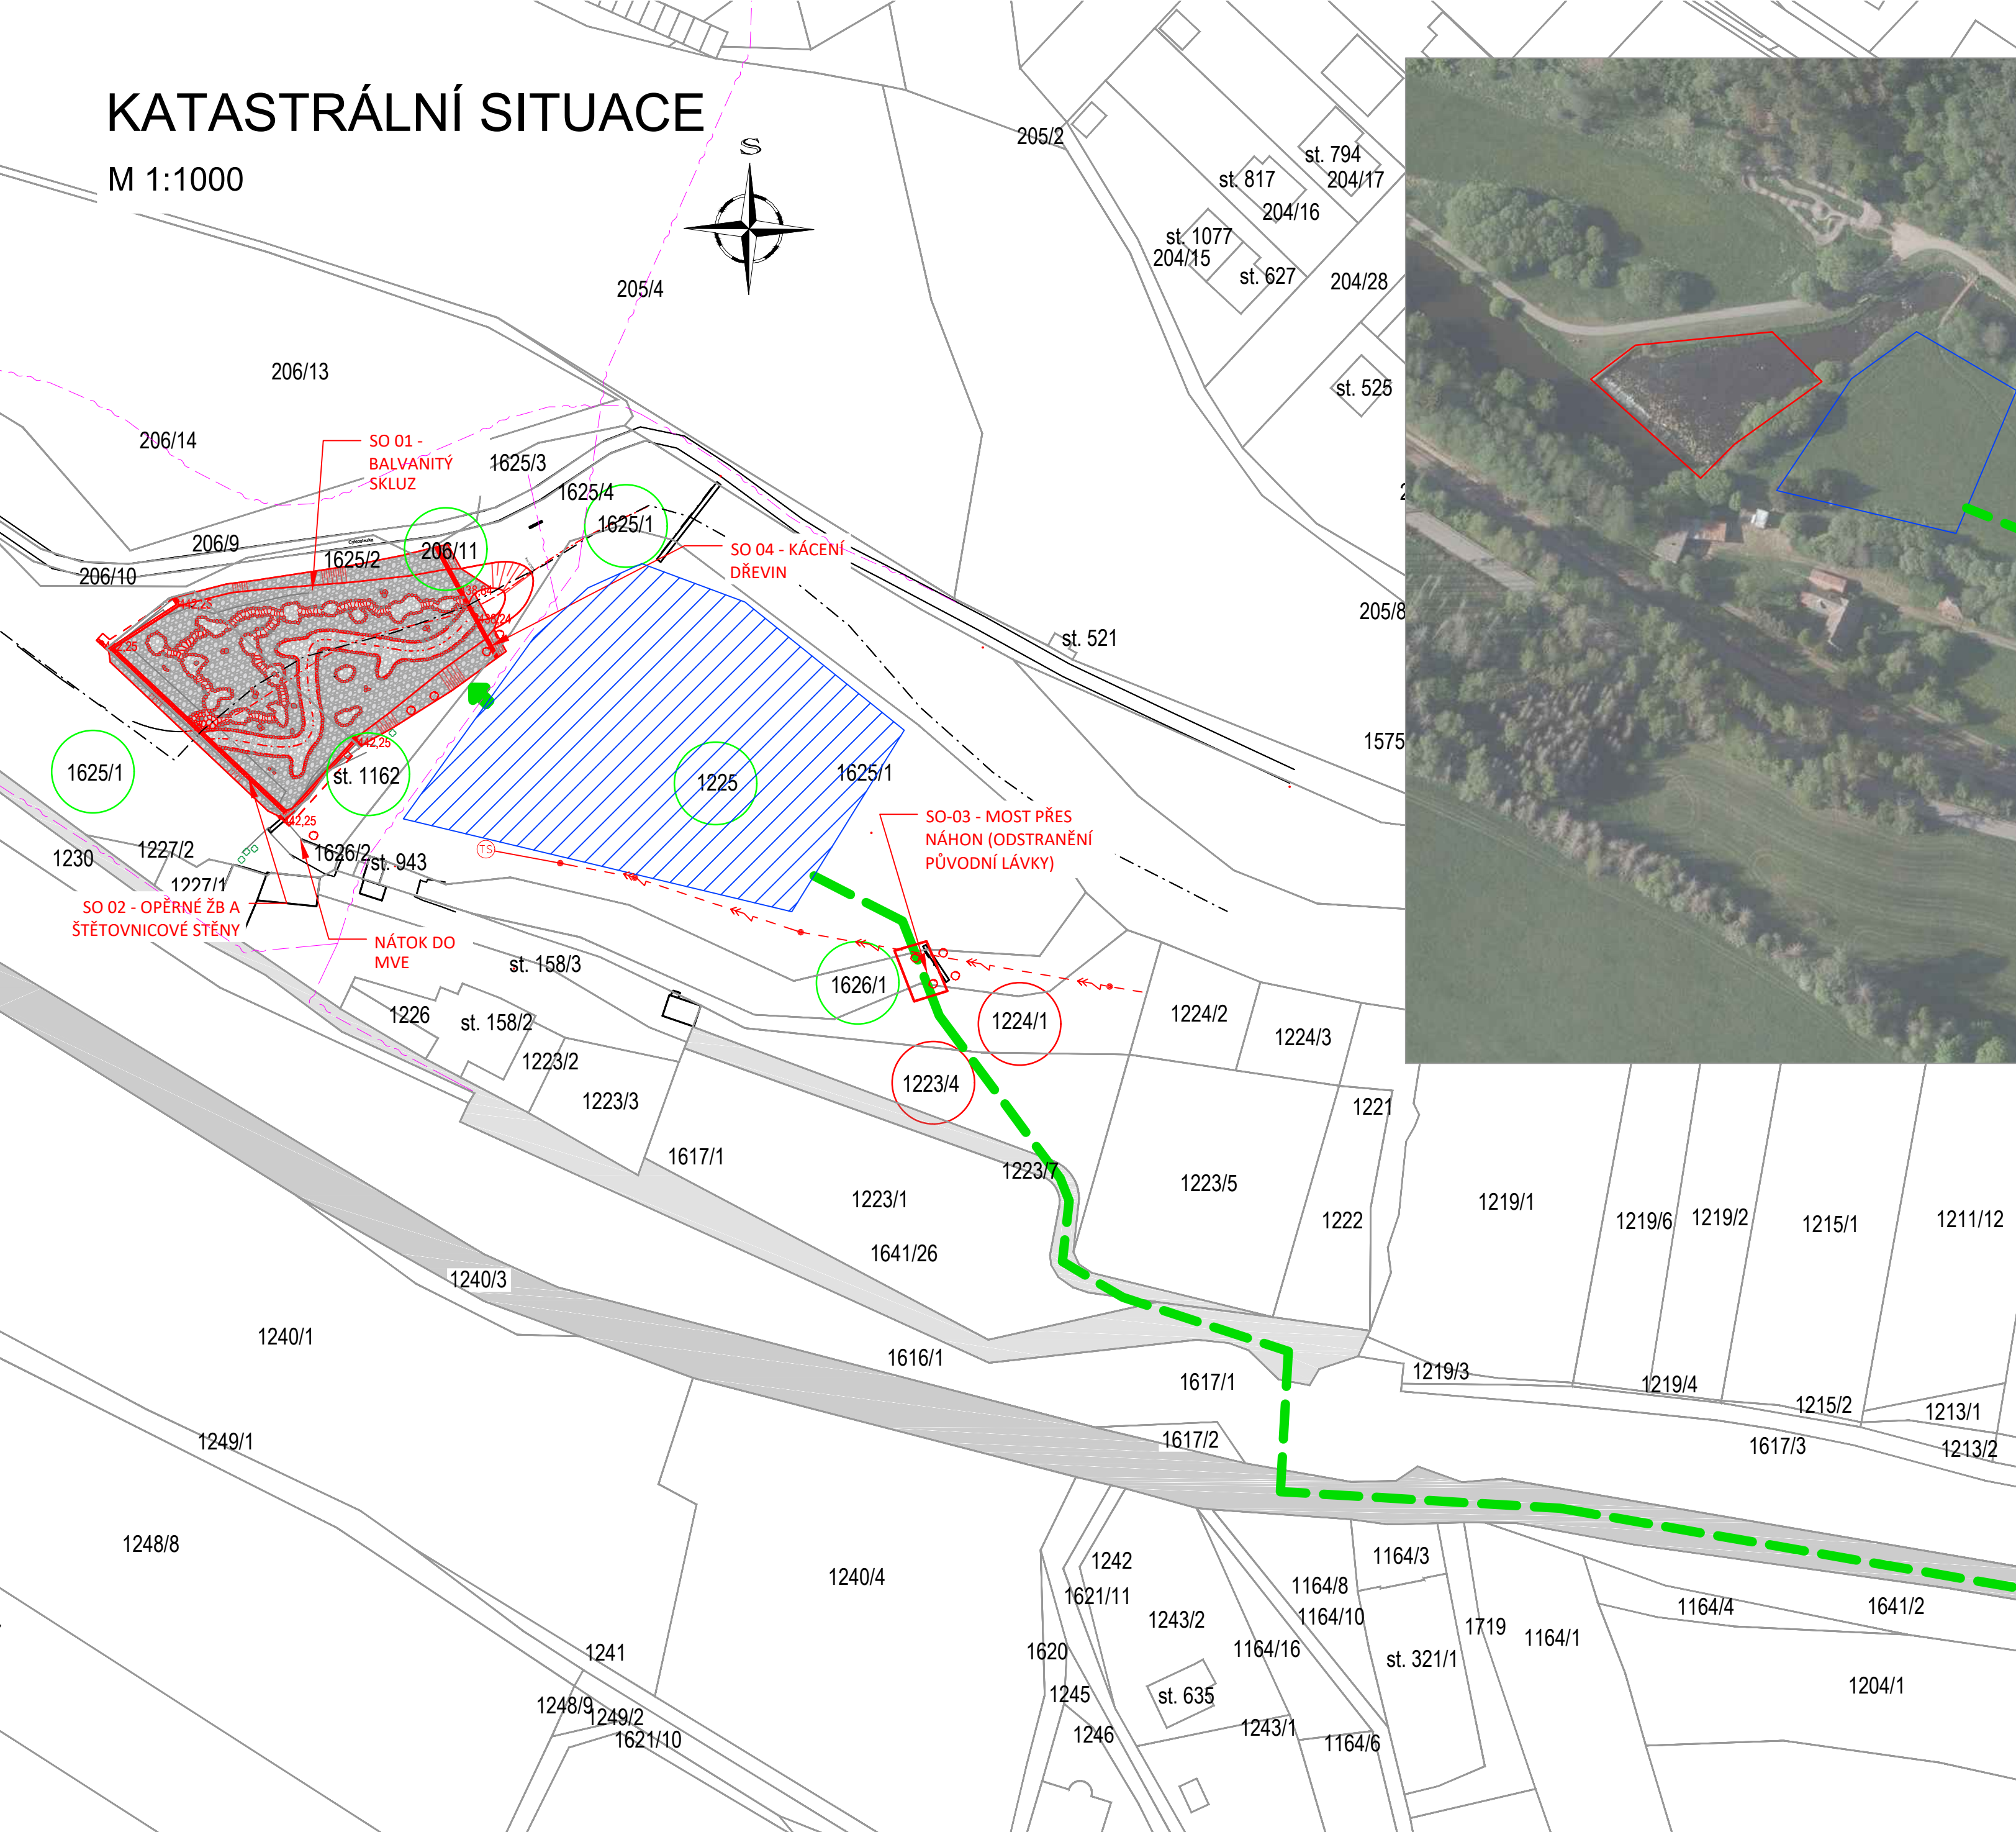 KATASTRÁLNÍ SITUACE
M 1:1000
S
205/2
st. 794
204/17
st. 817
204/16
st. 1077
204/15
st. 627
204/28
205/4
st. 525
206/13
206/14
SO 01 -
BALVANITÝ
SKLUZ
1625/3
1625/4
1625/1
206/9
1625/2
206/11
206/10
SO 04 - KÁCENÍ
DŘEVIN
205/8
st. 521
442,25
1575
1625/1
st. 1162
442,25
1225
1625/1
442,25
SO-03 - MOST PŘES
NÁHON (ODSTRANĚNÍ
PŮVODNÍ LÁVKY)
1230
1227/2
1626/2
st. 943
TS
1227/1
SO 02 - OPĚRNÉ ŽB A
ŠTĚTOVNICOVÉ STĚNY
NÁTOK DO
MVE
st. 158/3
1626/1
1226
st. 158/2
1224/1
1224/2
1224/3
1223/2
1223/4
1223/3
1221
1617/1
1223/7
1223/1
1223/5
1222
1219/1
1219/6
1219/2
1215/1
1211/12
1641/26
1240/3
1240/1
1616/1
1617/1
1219/3
1219/4
1215/2
1213/1
1249/1
1617/2
1617/3
1213/2
1248/8
1240/4
1242
1621/11
1164/3
1164/8
1164/10
1243/2
1164/4
1641/2
1241
1620
1164/16
1719
1164/1
st. 321/1
1245
st. 635
1204/1
1248/9
1249/2
1621/10
1246
1243/1
1164/6